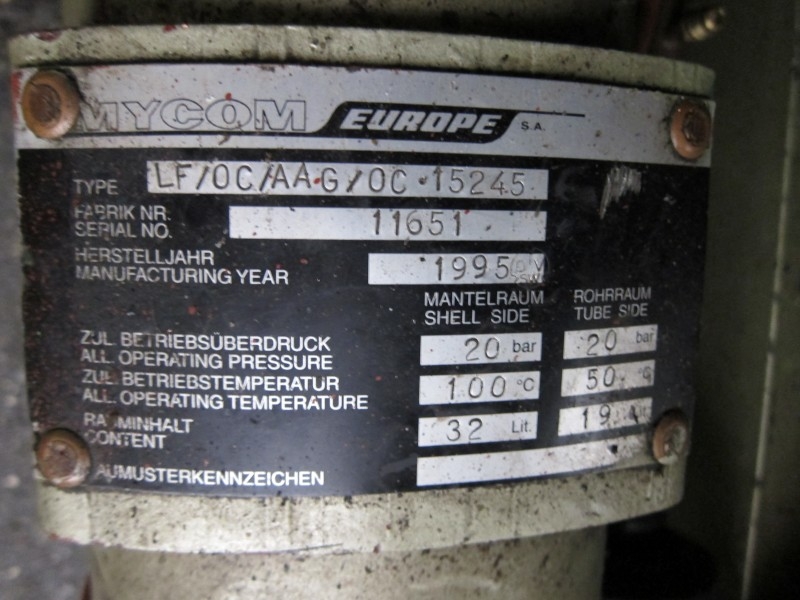 MYCOM EUROPE S.A.
TYPE LF/OC/AA-G/OC-15245
FABRIK NR.
SERIAL NO. 11651
HERSTELLJAHR
MANUFACTURING YEAR 1995
MANTELRAUM ROHRRAUM
SHELL SIDE TUBE SIDE
ZUL. BETRIEBSÜBERDRUCK
ALL. OPERATING PRESSURE 20 bar 20 bar
ZUL. BETRIEBSTEMPERATUR
ALL. OPERATING TEMPERATURE 100 °C 50 °C
RAUMINHALT
CONTENT 32 Lit. 19 Lit.
BAUMUSTERKENNZEICHEN